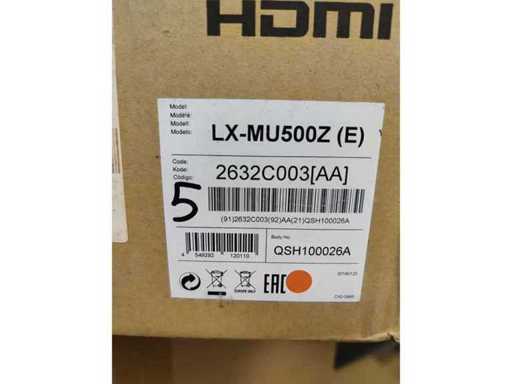 HDMI
Model:
Modèle:
Modell:
Modelo:
LX-MU500Z (E)
Code:
Kode:
Código:
2632C003[AA]
5
(91)2632C003(92)AA(21)QSH100026A
Body No.
QSH100026A
4 549292 120110
EAC